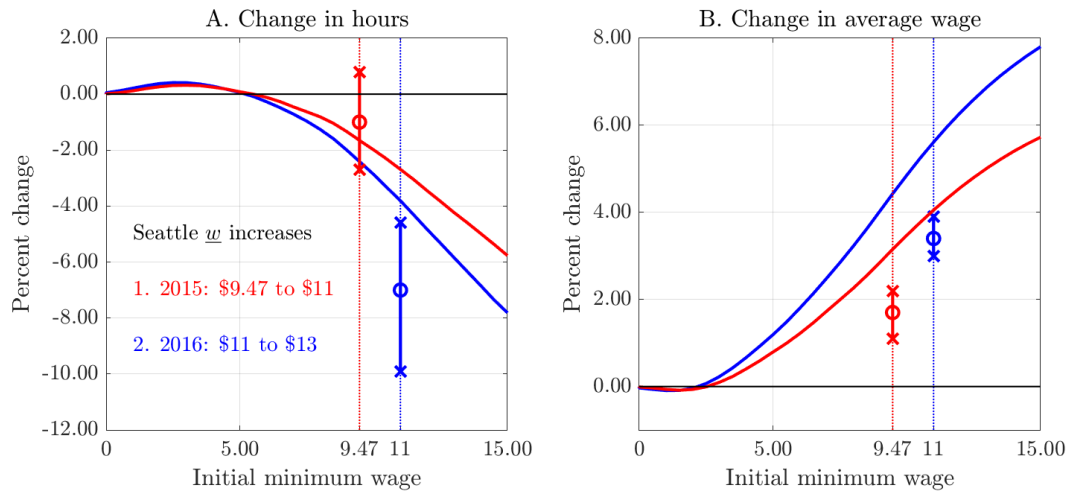 A. Change in hours
2.00
0.00
-2.00
-4.00
-6.00
-8.00
-10.00
-12.00
Percent change
Seattle w increases
1. 2015: $9.47 to $11
2. 2016: $11 to $13
0
5.00
9.47
11
15.00
Initial minimum wage
B. Change in average wage
8.00
6.00
4.00
2.00
0.00
Percent change
0
5.00
9.47
11
15.00
Initial minimum wage